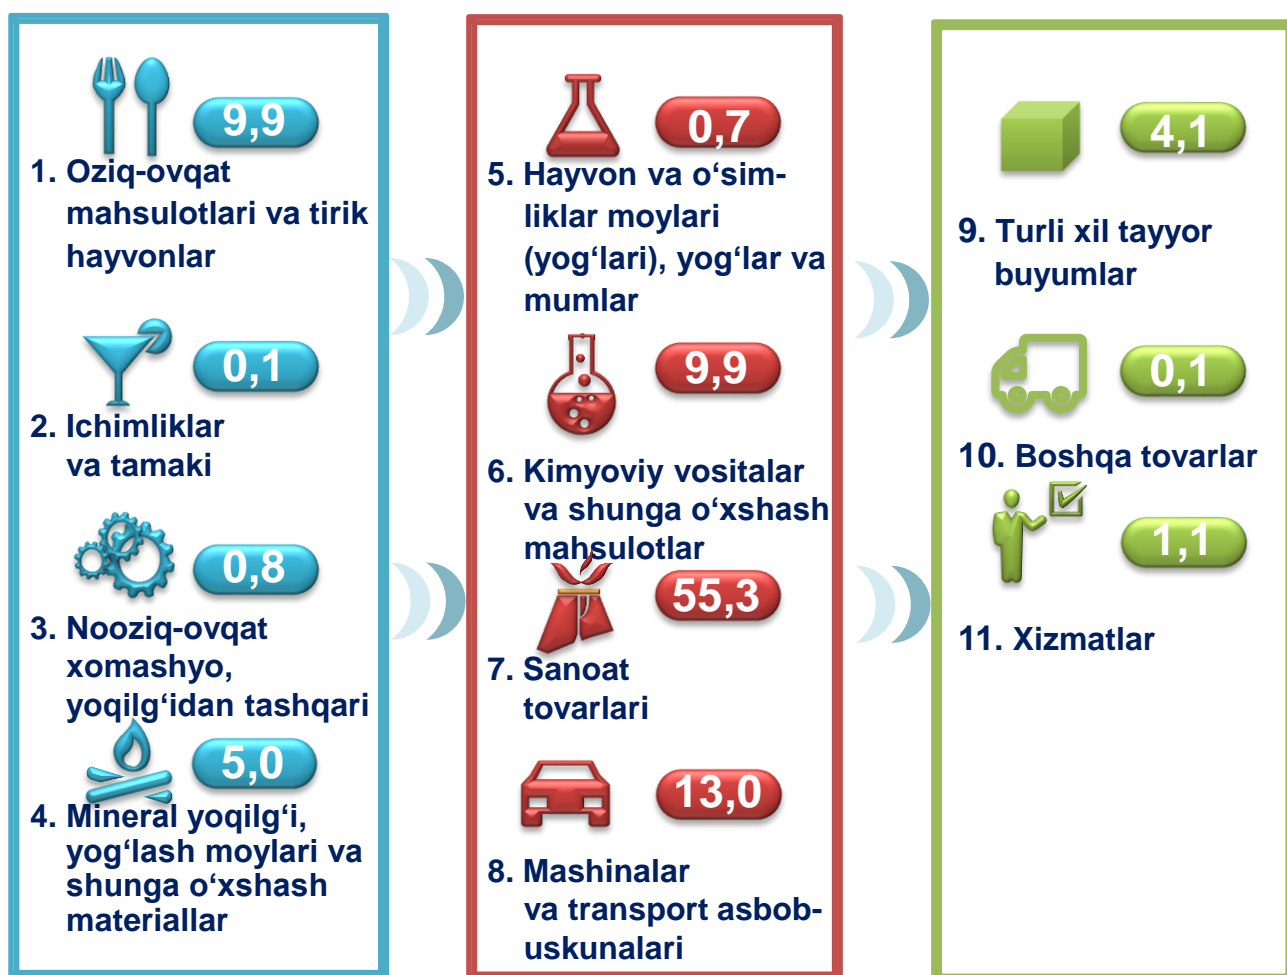 9,9
1. Oziq-ovqat
mahsulotlari va tirik
hayvonlar
0,1
2. Ichimliklar
va tamaki
0,8
3. Nooziq-ovqat
xomashyo,
yoqilg‘idan tashqari
5,0
4. Mineral yoqilg‘i,
yog‘lash moylari va
shunga o‘xshash
materiallar
0,7
5. Hayvon va o‘sim-
liklar moylari
(yog‘lari), yog‘lar va
mumlar
9,9
6. Kimyoviy vositalar
va shunga o‘xshash
mahsulotlar
55,3
7. Sanoat
tovarlari
13,0
8. Mashinalar
va transport asbob-
uskunalari
4,1
9. Turli xil tayyor
buyumlar
0,1
10. Boshqa tovarlar
1,1
11. Xizmatlar